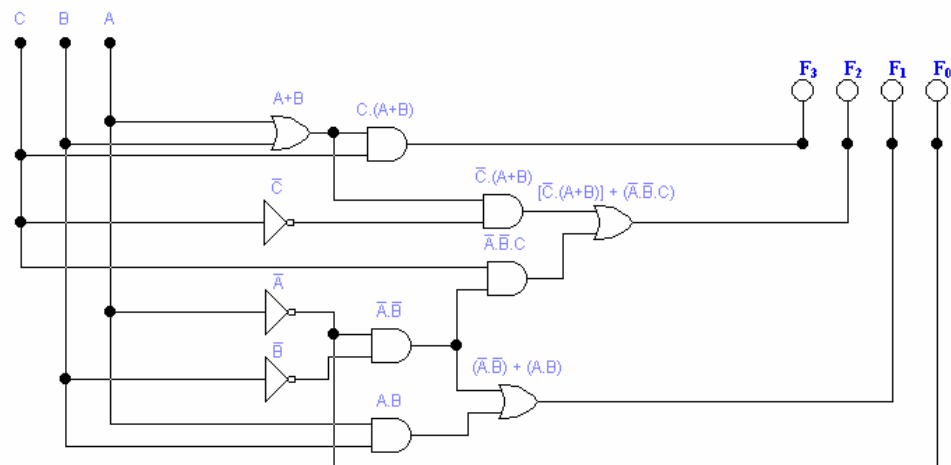 C B A
F3 F2 F1 F0
A+B
C.(A+B)
C̅
C̅.(A+B)
[C̅.(A+B)] + (A̅.B̅.C)
A̅.B̅.C
A̅
A̅.B̅
B̅
(A̅.B̅) + (A.B)
A.B